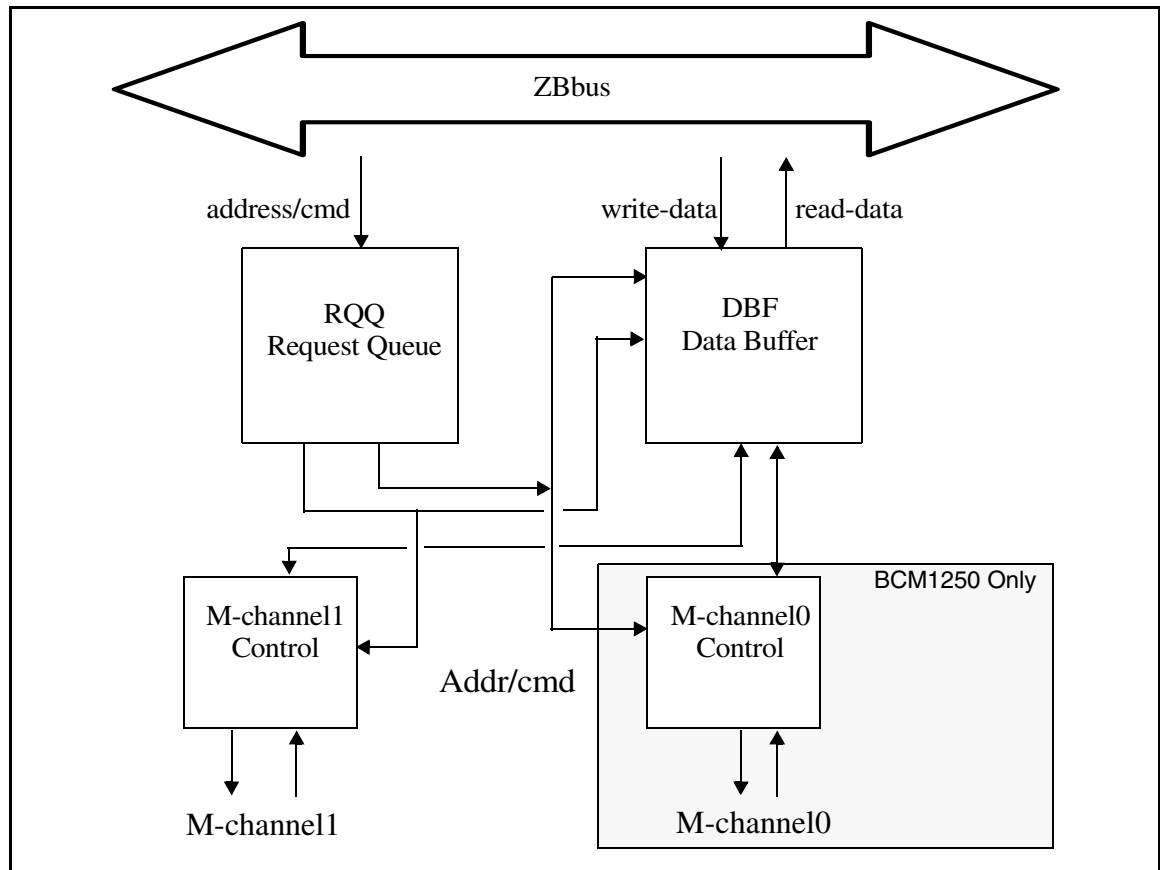 ZBbus
address/cmd
write-data
read-data
RQQ
Request Queue
DBF
Data Buffer
BCM1250 Only
M-channel1
Control
M-channel0
Control
Addr/cmd
M-channel1
M-channel0